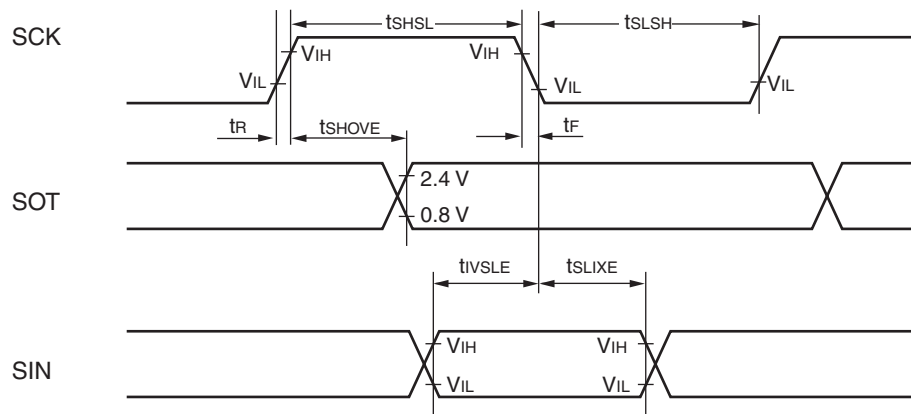 tSHSL tSLSH
SCK
VIH VIH
VIL VIL VIL
tR tSHOVE tF
2.4 V
SOT
0.8 V
tIVSLE tSLIXE
VIH VIH
SIN
VIL VIL